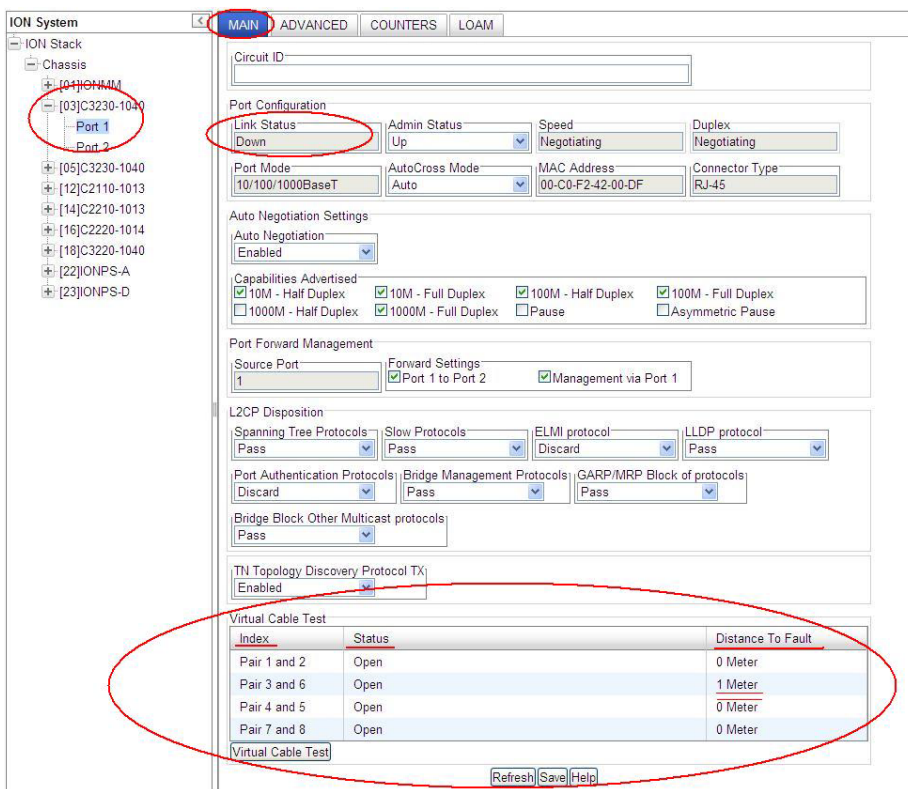 ION System
ION Stack
Chassis
[01]IONMM
[03]C3230-1040
Port 1
Port 2
[05]C3230-1040
[12]C2110-1013
[14]C2210-1013
[16]C2220-1014
[18]C3220-1040
[22]IONPS-A
[23]IONPS-D
MAIN ADVANCED COUNTERS LOAM
Circuit ID
Port Configuration
Link Status Admin Status Speed Duplex
Down Up Negotiating Negotiating
Port Mode AutoCross Mode MAC Address Connector Type
10/100/1000BaseT Auto 00-C0-F2-42-00-DF RJ-45
Auto Negotiation Settings
Auto Negotiation
Enabled
Capabilities Advertised
10M - Half Duplex 10M - Full Duplex 100M - Half Duplex 100M - Full Duplex
1000M - Half Duplex 1000M - Full Duplex Pause Asymmetric Pause
Port Forward Management
Source Port Forward Settings
1 Port 1 to Port 2 Management via Port 1
L2CP Disposition
Spanning Tree Protocols Slow Protocols ELMI protocol LLDP protocol
Pass Pass Discard Pass
Port Authentication Protocols Bridge Management Protocols GARP/MRP Block of protocols
Discard Pass Pass
Bridge Block Other Multicast protocols
Pass
TN Topology Discovery Protocol TX
Enabled
Virtual Cable Test
Index Status Distance To Fault
Pair 1 and 2 Open 0 Meter
Pair 3 and 6 Open 1 Meter
Pair 4 and 5 Open 0 Meter
Pair 7 and 8 Open 0 Meter
Virtual Cable Test
Refresh Save Help